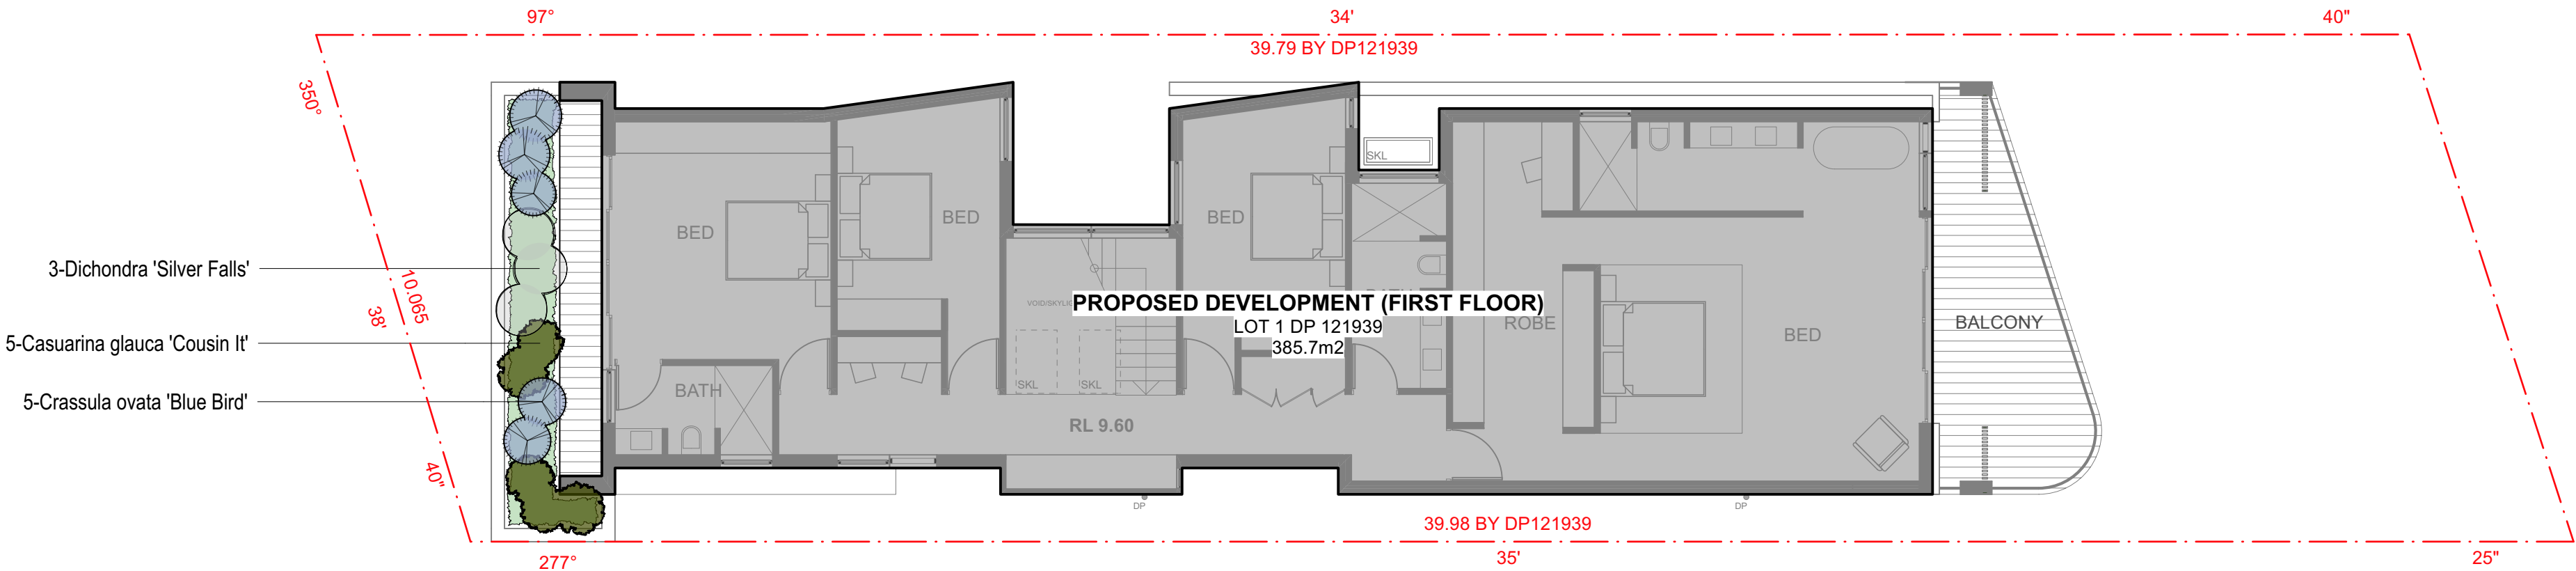 97°
34'
40"
39.79 BY DP121939
350°
SKL
BED
BED
BED
3-Dichondra 'Silver Falls'
10.065
38'
PROPOSED DEVELOPMENT (FIRST FLOOR)
LOT 1 DP 121939
385.7m2
ROBE
BED
BALCONY
5-Casuarina glauca 'Cousin It'
5-Crassula ovata 'Blue Bird'
BATH
SKL
SKL
RL 9.60
40"
DP
DP
39.98 BY DP121939
277°
35'
25"